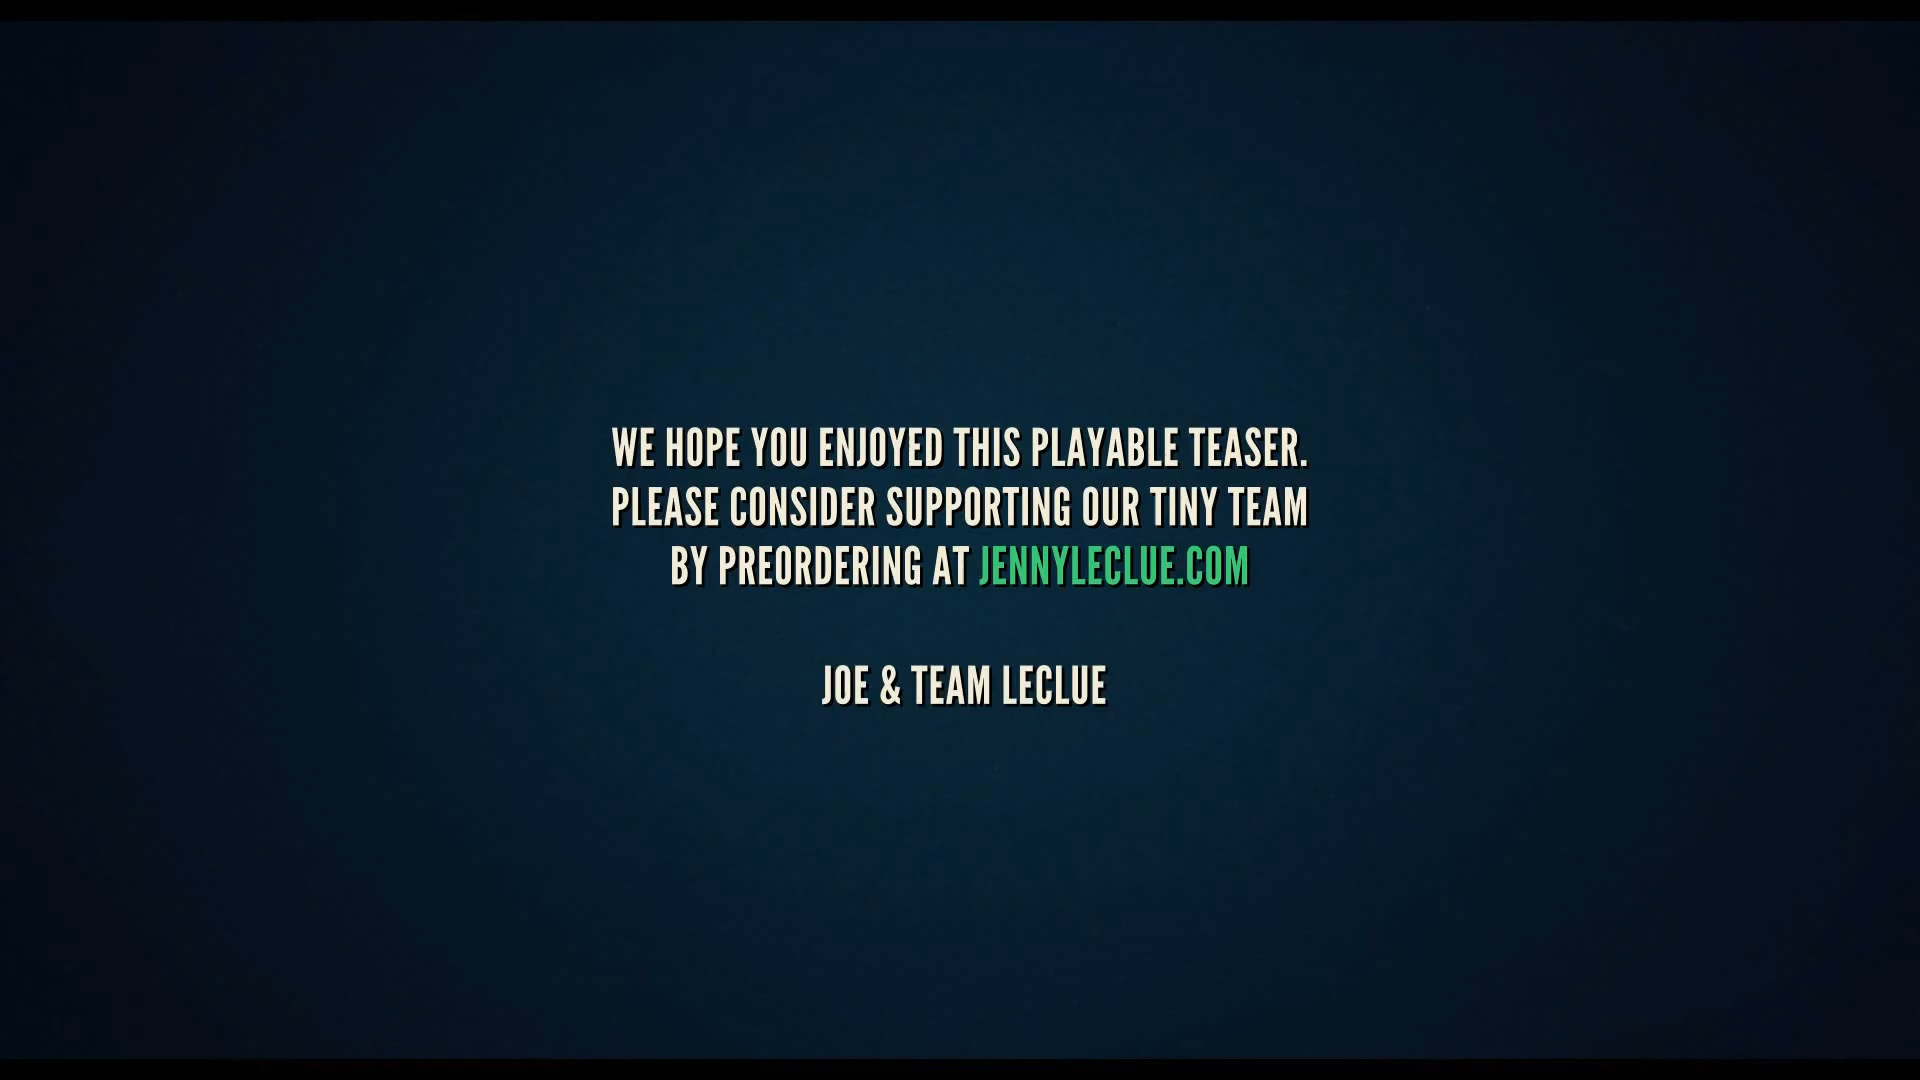 WE HOPE YOU ENJOYED THIS PLAYABLE TEASER.
PLEASE CONSIDER SUPPORTING OUR TINY TEAM
BY PREORDERING AT JENNYLECLUE.COM
JOE & TEAM LECLUE